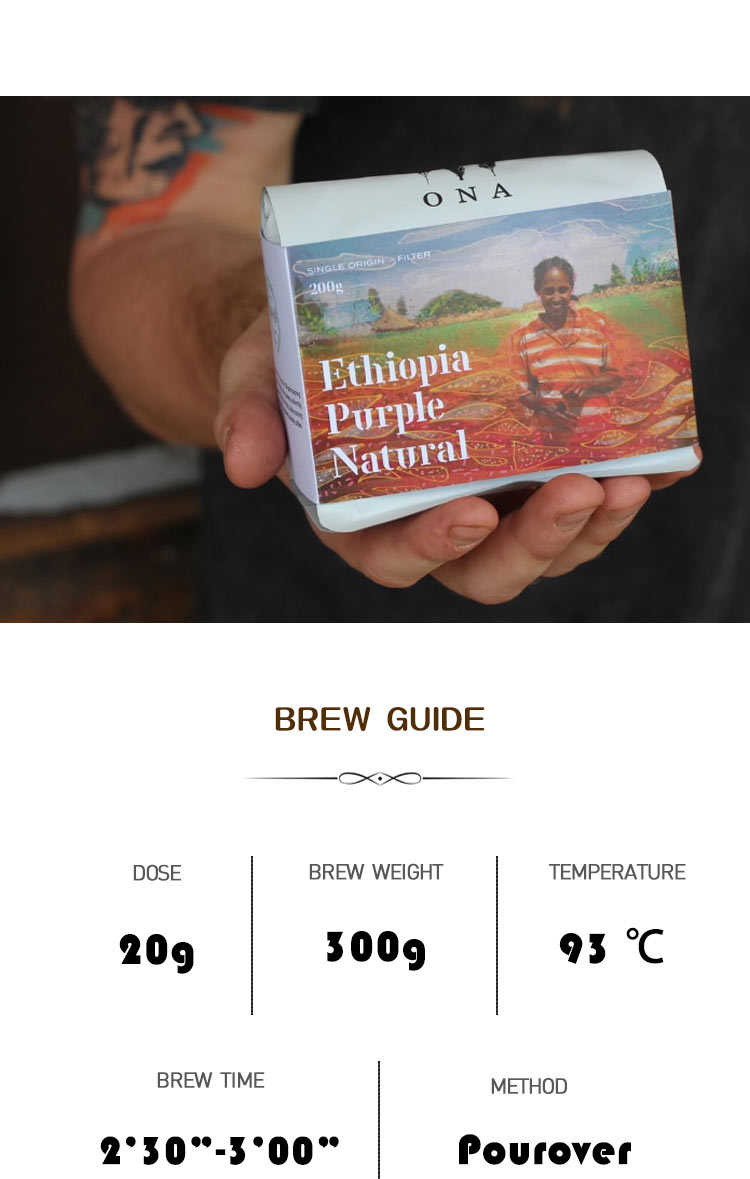 ONA
SINGLE ORIGIN - FILTER
200g
Ethiopia
Purple
Natural
BREW GUIDE
DOSE
BREW WEIGHT
TEMPERATURE
20g
300g
93 ℃
BREW TIME
METHOD
2’30”-3’00”
Pourover